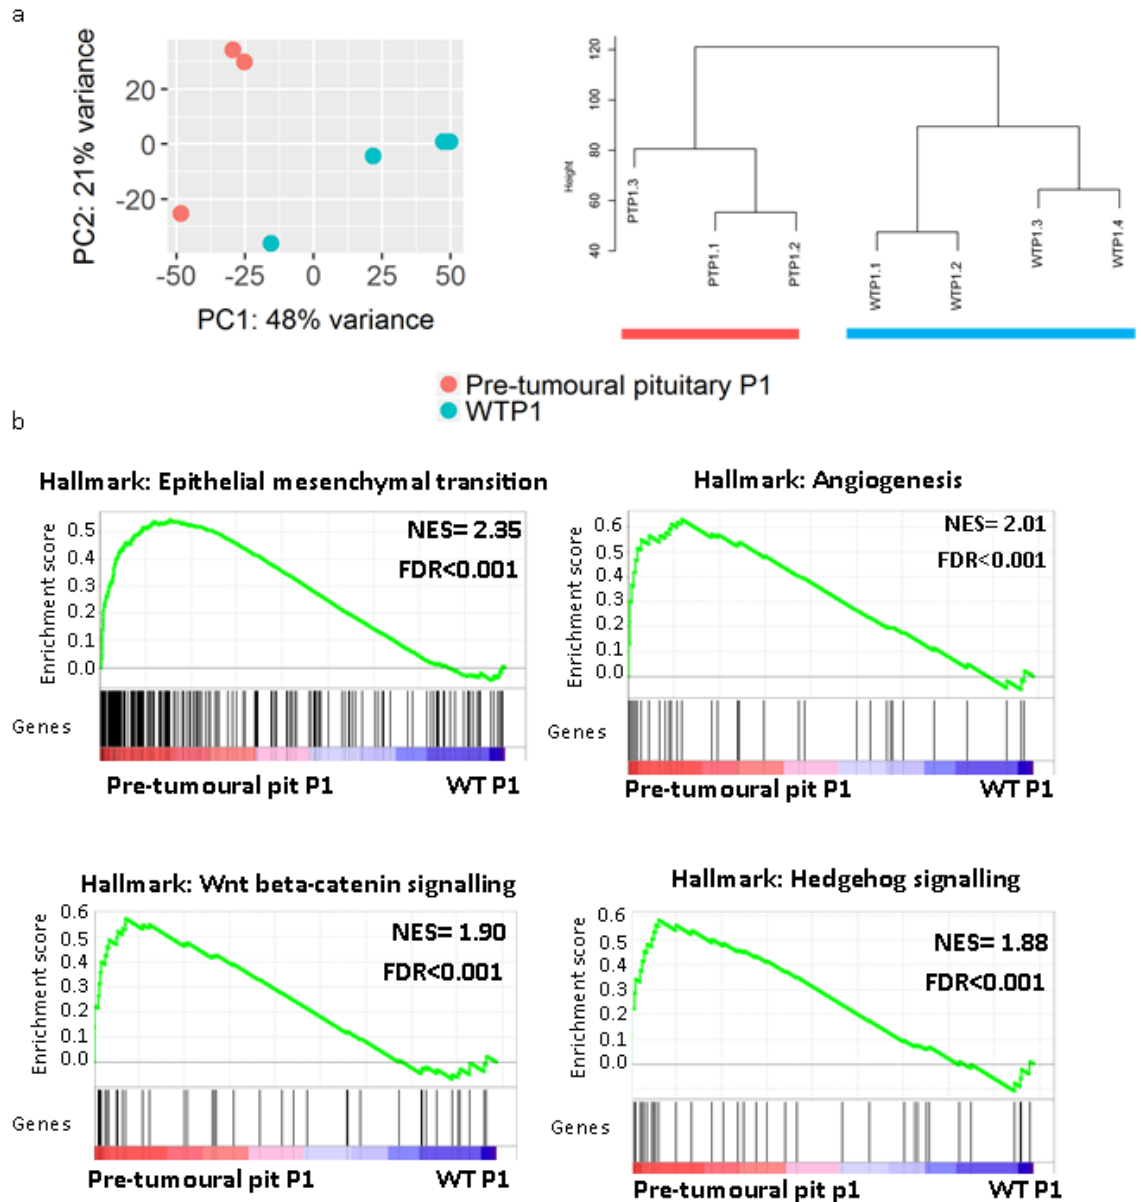 a
PC2: 21% variance
20
0
-20
-50
-25
0
25
50
PC1: 48% variance
Height
120
100
80
60
40
PTP1.3
PTP1.1
PTP1.2
WTP1.1
WTP1.2
WTP1.3
WTP1.4
Pre-tumoural pituitary P1
WTP1
b
Hallmark: Epithelial mesenchymal transition
NES= 2.35
FDR<0.001
Enrichment score
0.5
0.4
0.3
0.2
0.1
0.0
Genes
Pre-tumoural pit P1 WT P1
Hallmark: Angiogenesis
NES= 2.01
FDR<0.001
Enrichment score
0.6
0.5
0.4
0.3
0.2
0.1
0.0
Genes
Pre-tumoural pit P1 WT P1
Hallmark: Wnt beta-catenin signalling
NES= 1.90
FDR<0.001
Enrichment score
0.6
0.5
0.4
0.3
0.2
0.1
0.0
Genes
Pre-tumoural pit P1 WT P1
Hallmark: Hedgehog signalling
NES= 1.88
FDR<0.001
Enrichment score
0.6
0.5
0.4
0.3
0.2
0.1
0.0
Genes
Pre-tumoural pit p1 WT P1